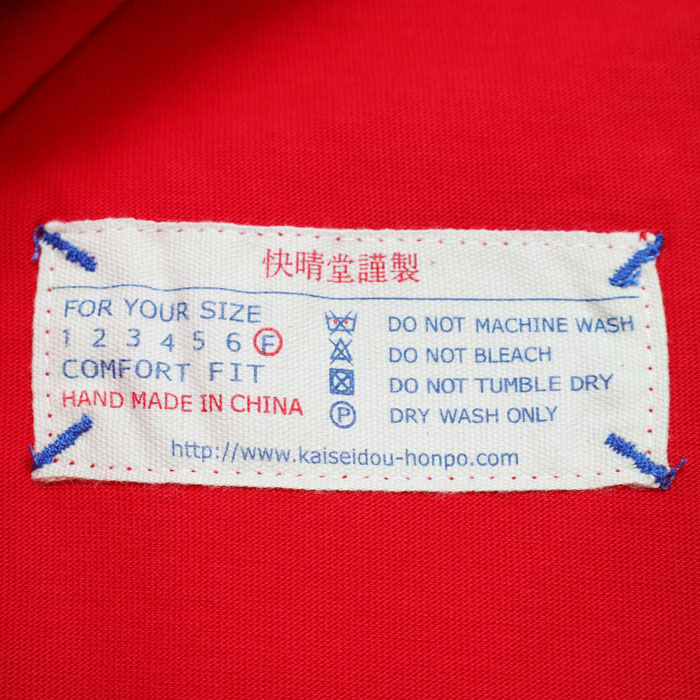 快晴堂謹製
FOR YOUR SIZE
1 2 3 4 5 6 F
COMFORT FIT
HAND MADE IN CHINA
DO NOT MACHINE WASH
DO NOT BLEACH
DO NOT TUMBLE DRY
P DRY WASH ONLY
http://www.kaiseidou-honpo.com